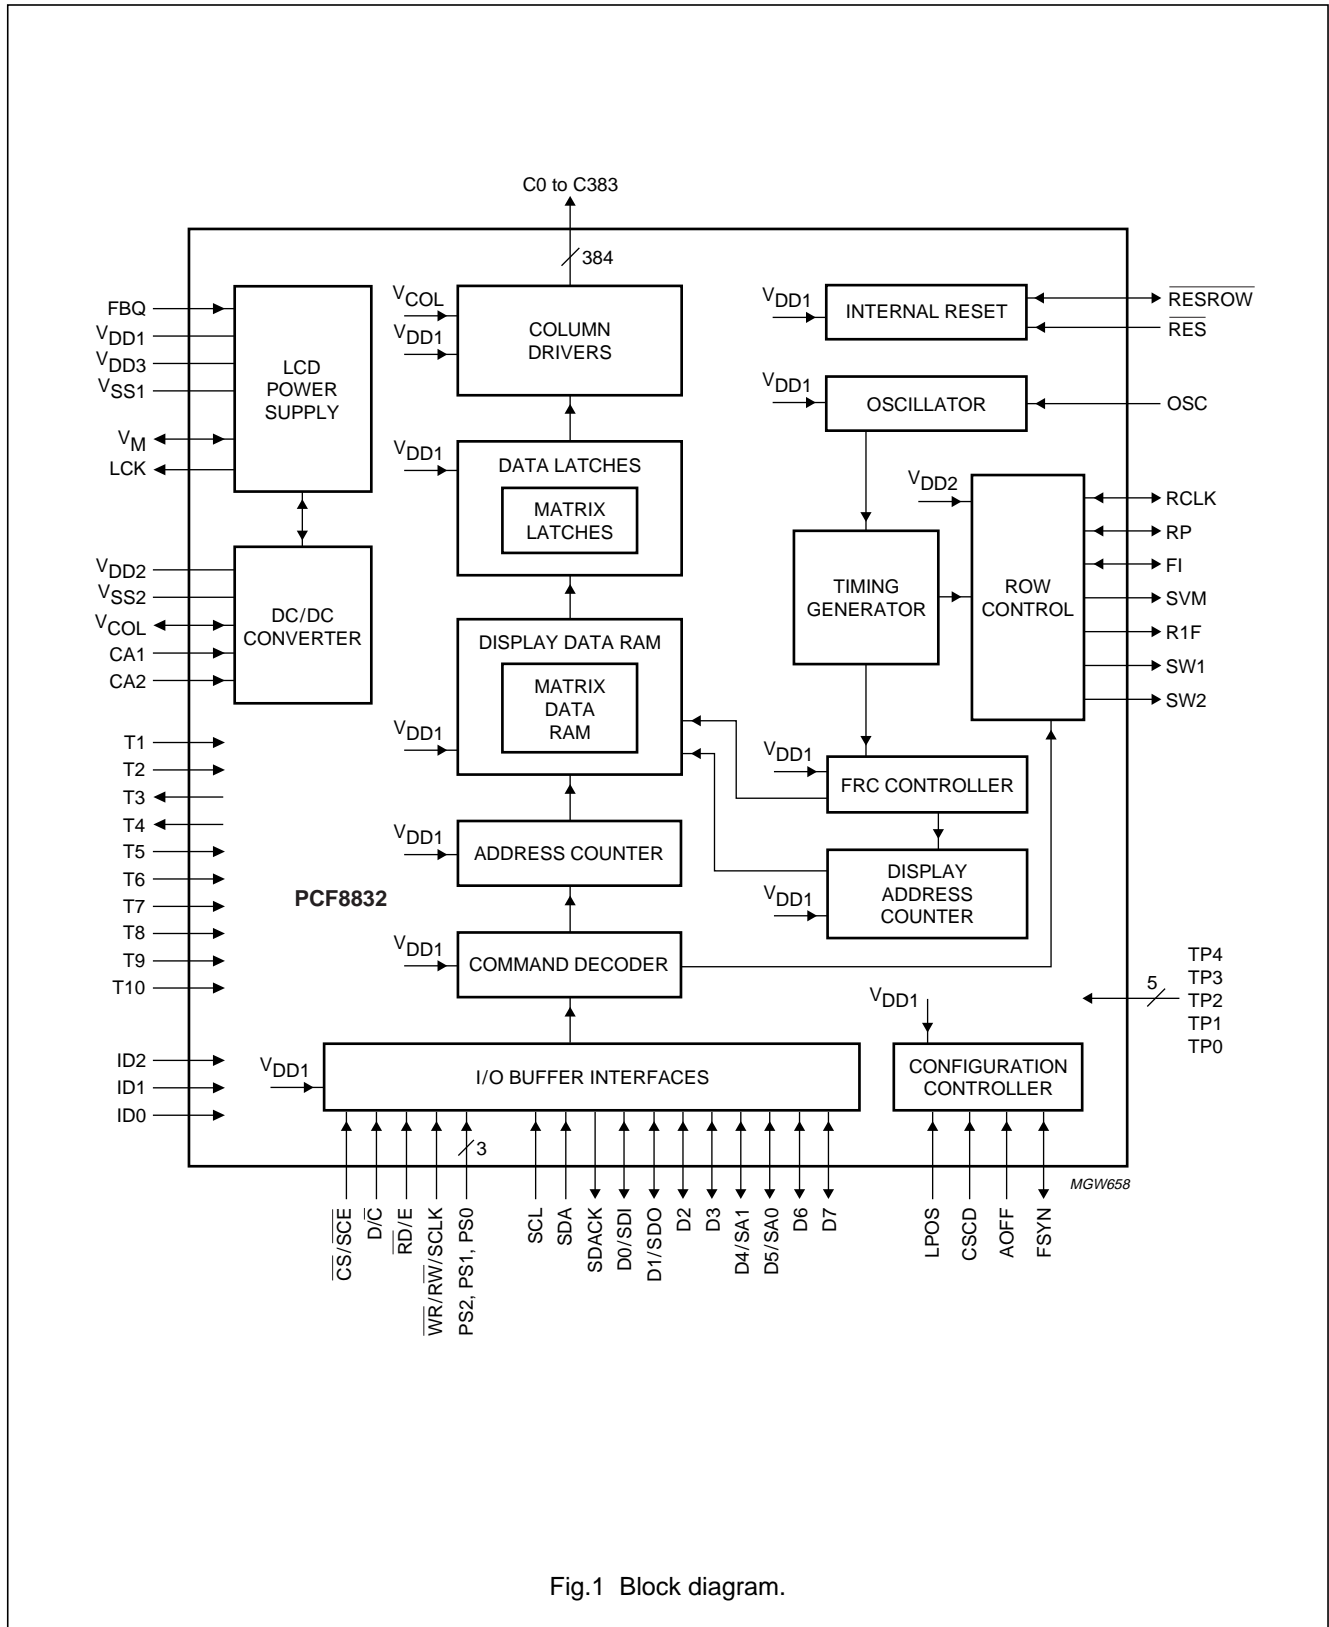 C0 to C383
384
FBQ
VDD1
VDD3
VSS1
VM
LCK
LCD
POWER
SUPPLY
VCOL
VDD1
COLUMN
DRIVERS
VDD1
INTERNAL RESET
RESROW
RES
VDD1
OSCILLATOR
OSC
VDD1
DATA LATCHES
MATRIX
LATCHES
VDD2
SS2
VSS2
VCOL
CA1
CA2
DC/DC
CONVERTER
VDD1
DISPLAY DATA RAM
MATRIX
DATA
RAM
TIMING
GENERATOR
VDD2
ROW
CONTROL
RCLK
RP
FI
SVM
R1F
SW1
SW2
T1
T2
T3
T4
T5
T6
T7
T8
T9
T10
VDD1
FRC CONTROLLER
VDD1
ADDRESS COUNTER
VDD1
DISPLAY
ADDRESS
COUNTER
PCF8832
VDD1
COMMAND DECODER
5
TP4
TP3
TP2
TP1
TP0
ID2
ID1
ID0
VDD1
I/O BUFFER INTERFACES
VDD1
CONFIGURATION
CONTROLLER
3
MGW658
CS/SCE
D/C
RD/E
WR/RW/SCLK
PS2, PS1, PS0
SCL
SDA
SDACK
D0/SDI
D1/SDO
D2
D3
D4/SA1
D5/SA0
D6
D7
LPOS
CSCD
AOFF
FSYN
Fig.1 Block diagram.